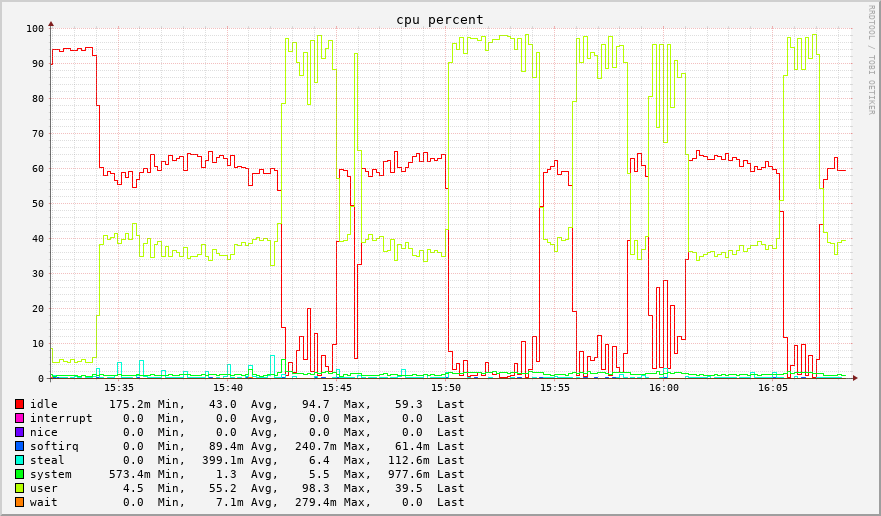 cpu percent
RRDTOOL / TOBI OETIKER
100
90
80
70
60
50
40
30
20
10
0
15:35 15:40 15:45 15:50 15:55 16:00 16:05
idle 175.2m Min, 43.0 Avg, 94.7 Max, 59.3 Last
interrupt 0.0 Min, 0.0 Avg, 0.0 Max, 0.0 Last
nice 0.0 Min, 0.0 Avg, 0.0 Max, 0.0 Last
softirq 0.0 Min, 89.4m Avg, 240.7m Max, 61.4m Last
steal 0.0 Min, 399.1m Avg, 6.4 Max, 112.6m Last
system 573.4m Min, 1.3 Avg, 5.5 Max, 977.6m Last
user 4.5 Min, 55.2 Avg, 98.3 Max, 39.5 Last
wait 0.0 Min, 7.1m Avg, 279.4m Max, 0.0 Last